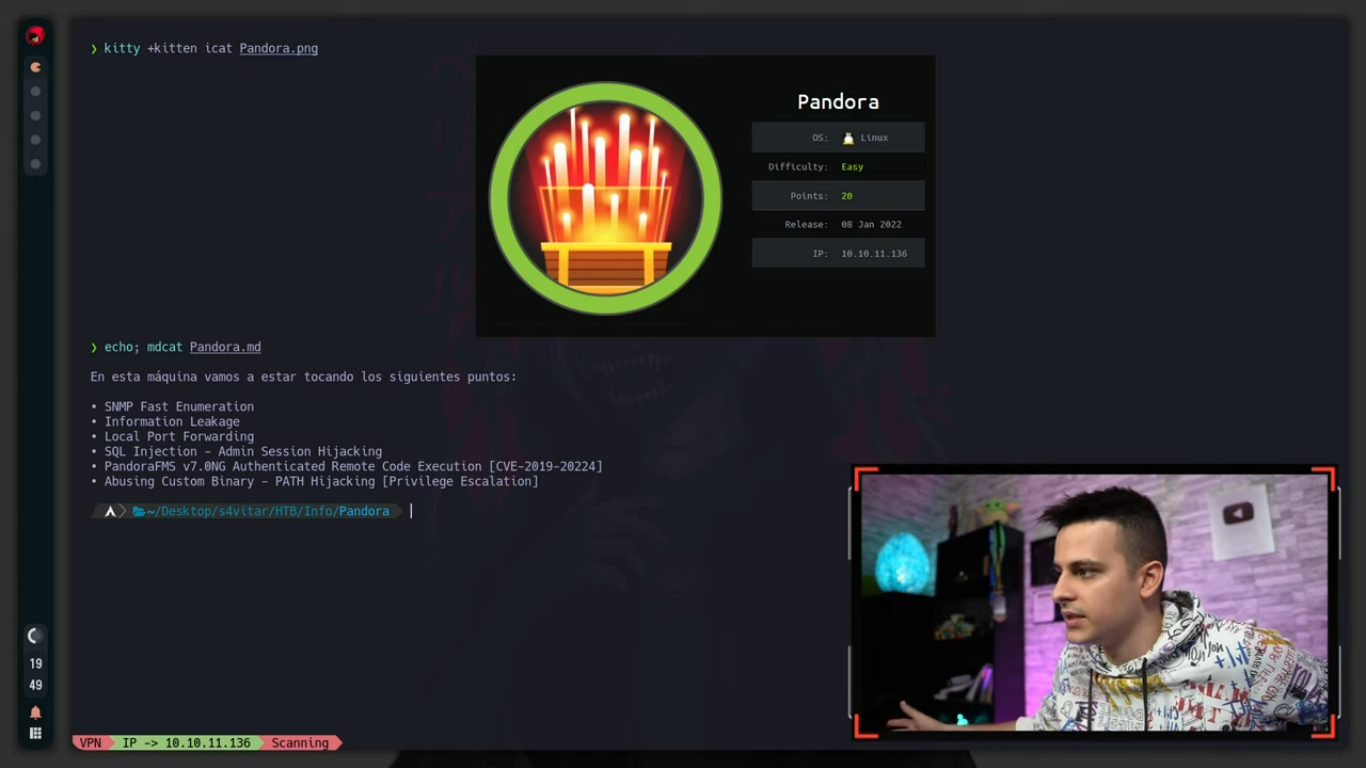 ❯ kitty +kitten icat Pandora.png
Pandora
OS: Linux
Difficulty: Easy
Points: 20
Release: 08 Jan 2022
IP: 10.10.11.136
❯ echo; mdcat Pandora.md
En esta máquina vamos a estar tocando los siguientes puntos:
• SNMP Fast Enumeration
• Information Leakage
• Local Port Forwarding
• SQL Injection - Admin Session Hijacking
• PandoraFMS v7.0NG Authenticated Remote Code Execution [CVE-2019-20224]
• Abusing Custom Binary - PATH Hijacking [Privilege Escalation]
~/Desktop/s4vitar/HTB/Info/Pandora
19
49
VPN IP -> 10.10.11.136 Scanning